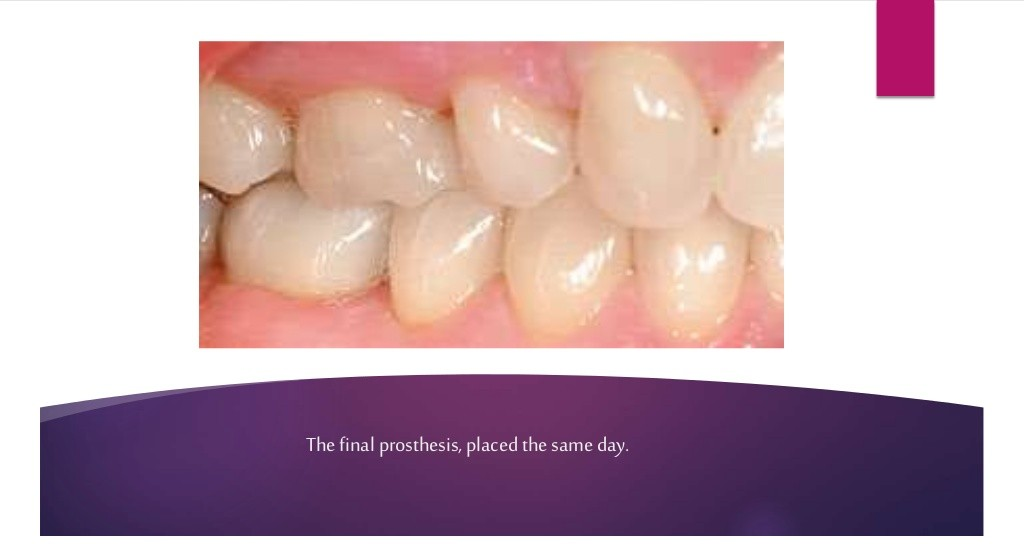 The final prosthesis, placed the same day.